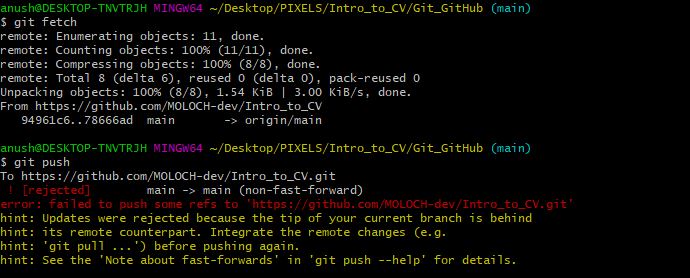 anush@DESKTOP-TNVTRJH MINGW64 ~/Desktop/PIXELS/Intro_to_CV/Git_GitHub (main)
$ git fetch
remote: Enumerating objects: 11, done.
remote: Counting objects: 100% (11/11), done.
remote: Compressing objects: 100% (8/8), done.
remote: Total 8 (delta 6), reused 0 (delta 0), pack-reused 0
Unpacking objects: 100% (8/8), 1.54 KiB | 3.00 KiB/s, done.
From https://github.com/MOLOCH-dev/Intro_to_CV
   94961c6..78666ad  main       -> origin/main

anush@DESKTOP-TNVTRJH MINGW64 ~/Desktop/PIXELS/Intro_to_CV/Git_GitHub (main)
$ git push
To https://github.com/MOLOCH-dev/Intro_to_CV.git
 ! [rejected]        main -> main (non-fast-forward)
error: failed to push some refs to 'https://github.com/MOLOCH-dev/Intro_to_CV.git'
hint: Updates were rejected because the tip of your current branch is behind
hint: its remote counterpart. Integrate the remote changes (e.g.
hint: 'git pull ...') before pushing again.
hint: See the 'Note about fast-forwards' in 'git push --help' for details.